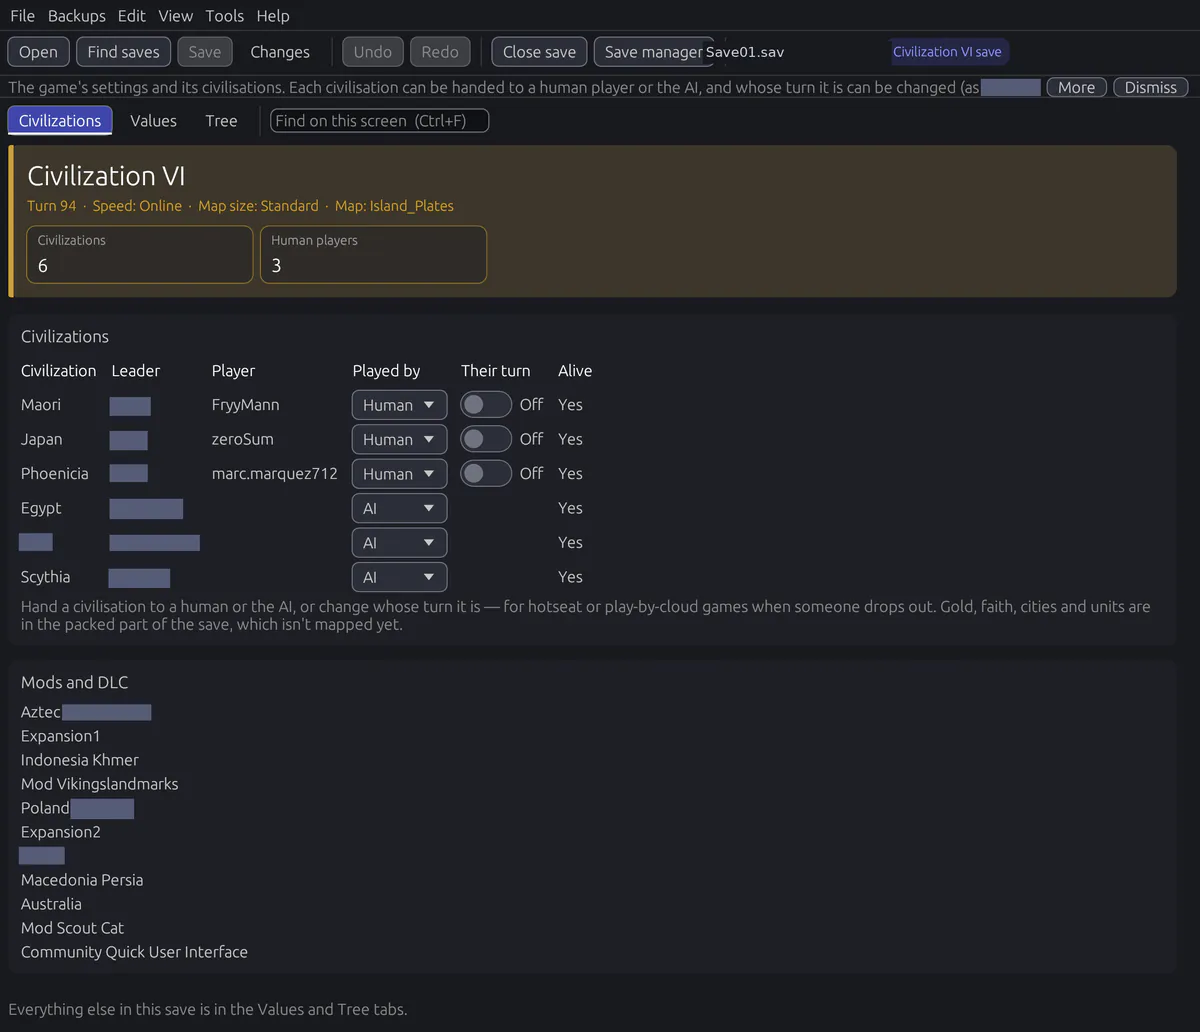 File Backups Edit View Tools Help
Open Find saves Save Changes Undo Redo Close save Save manager Save01.sav Civilization VI save
The game's settings and its civilisations. Each civilisation can be handed to a human player or the AI, and whose turn it is can be changed (as More Dismiss
Civilizations Values Tree Find on this screen (Ctrl+F)
Civilization VI
Turn 94 · Speed: Online · Map size: Standard · Map: Island_Plates
Civilizations Human players
6 3
Civilizations
Civilization Leader Player Played by Their turn Alive
Maori FryyMann Human Off Yes
Japan zeroSum Human Off Yes
Phoenicia marc.marquez712 Human Off Yes
Egypt AI Yes
AI Yes
Scythia AI Yes
Hand a civilisation to a human or the AI, or change whose turn it is — for hotseat or play-by-cloud games when someone drops out. Gold, faith, cities and units are
in the packed part of the save, which isn't mapped yet.
Mods and DLC
Aztec
Expansion1
Indonesia Khmer
Mod Vikingslandmarks
Poland
Expansion2
Macedonia Persia
Australia
Mod Scout Cat
Community Quick User Interface
Everything else in this save is in the Values and Tree tabs.